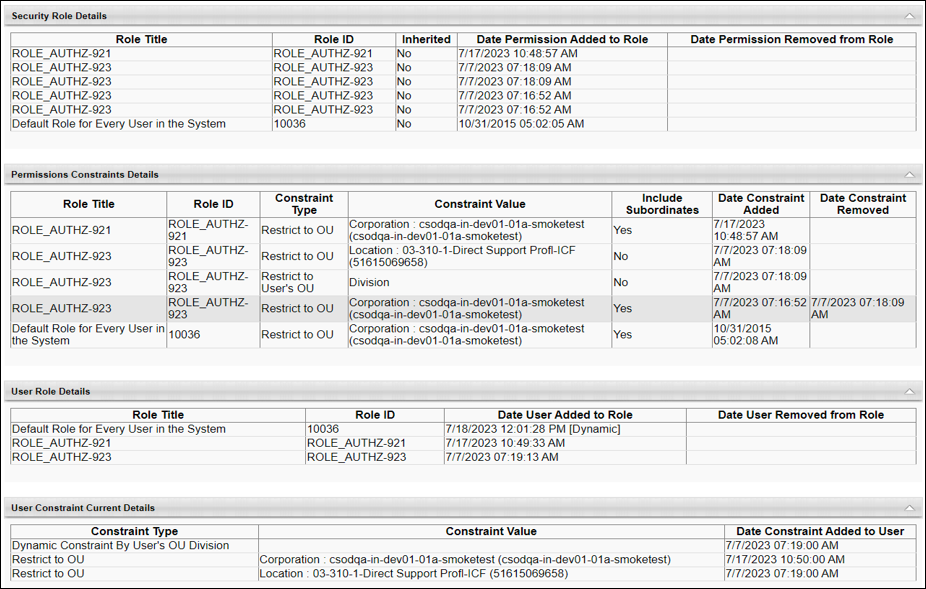 Security Role Details
Role Title Role ID Inherited Date Permission Added to Role Date Permission Removed from Role
ROLE_AUTHZ-921 ROLE_AUTHZ-921 No 7/17/2023 10:48:57 AM
ROLE_AUTHZ-923 ROLE_AUTHZ-923 No 7/7/2023 07:18:09 AM
ROLE_AUTHZ-923 ROLE_AUTHZ-923 No 7/7/2023 07:18:09 AM
ROLE_AUTHZ-923 ROLE_AUTHZ-923 No 7/7/2023 07:16:52 AM
ROLE_AUTHZ-923 ROLE_AUTHZ-923 No 7/7/2023 07:16:52 AM
Default Role for Every User in the System 10036 No 10/31/2015 05:02:05 AM
Permissions Constraints Details
Role Title Role ID Constraint Type Constraint Value Include Subordinates Date Constraint Added Date Constraint Removed
ROLE_AUTHZ-921 ROLE_AUTHZ-921 Restrict to OU Corporation : csodqa-in-dev01-01a-smoketest (csodqa-in-dev01-01a-smoketest) Yes 7/17/2023 10:48:57 AM
ROLE_AUTHZ-923 ROLE_AUTHZ-923 Restrict to OU Location : 03-310-1-Direct Support Profl-ICF (51615069658) No 7/7/2023 07:18:09 AM
ROLE_AUTHZ-923 ROLE_AUTHZ-923 Restrict to User's OU Division No 7/7/2023 07:18:09 AM
ROLE_AUTHZ-923 ROLE_AUTHZ-923 Restrict to OU Corporation : csodqa-in-dev01-01a-smoketest (csodqa-in-dev01-01a-smoketest) Yes 7/7/2023 07:16:52 AM 7/7/2023 07:18:09 AM
Default Role for Every User in the System 10036 Restrict to OU Corporation : csodqa-in-dev01-01a-smoketest (csodqa-in-dev01-01a-smoketest) Yes 10/31/2015 05:02:08 AM
User Role Details
Role Title Role ID Date User Added to Role Date User Removed from Role
Default Role for Every User in the System 10036 7/18/2023 12:01:28 PM [Dynamic]
ROLE_AUTHZ-921 ROLE_AUTHZ-921 7/17/2023 10:49:33 AM
ROLE_AUTHZ-923 ROLE_AUTHZ-923 7/7/2023 07:19:13 AM
User Constraint Current Details
Constraint Type Constraint Value Date Constraint Added to User
Dynamic Constraint By User's OU Division 7/7/2023 07:19:00 AM
Restrict to OU Corporation : csodqa-in-dev01-01a-smoketest (csodqa-in-dev01-01a-smoketest) 7/17/2023 10:50:00 AM
Restrict to OU Location : 03-310-1-Direct Support Profl-ICF (51615069658) 7/7/2023 07:19:00 AM